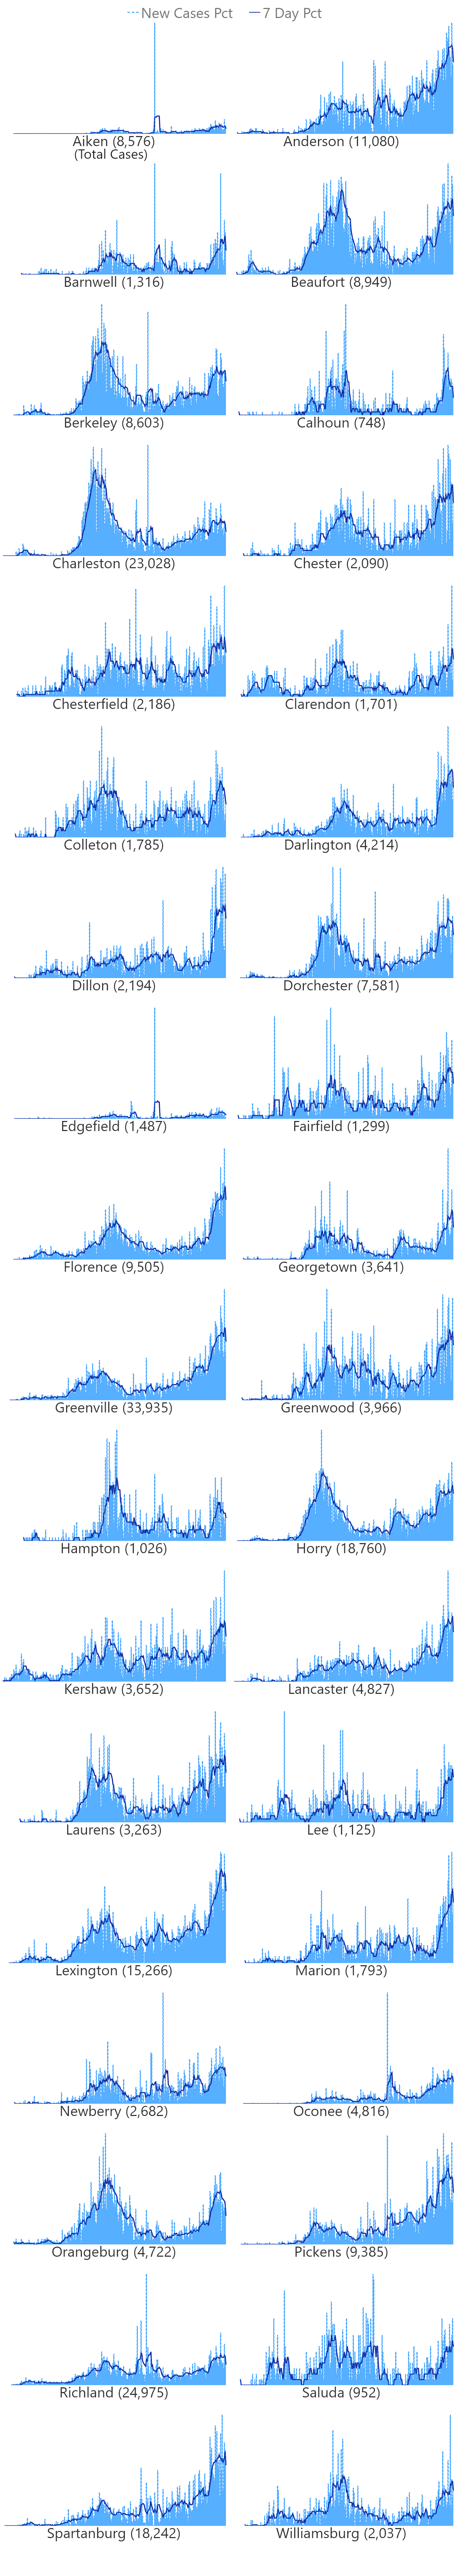 New Cases Pct 7 Day Pct
Aiken (8,576) Anderson (11,080)
(Total Cases)
Barnwell (1,316) Beaufort (8,949)
Berkeley (8,603) Calhoun (748)
Charleston (23,028) Chester (2,090)
Chesterfield (2,186) Clarendon (1,701)
Colleton (1,785) Darlington (4,214)
Dillon (2,194) Dorchester (7,581)
Edgefield (1,487) Fairfield (1,299)
Florence (9,505) Georgetown (3,641)
Greenville (33,935) Greenwood (3,966)
Hampton (1,026) Horry (18,760)
Kershaw (3,652) Lancaster (4,827)
Laurens (3,263) Lee (1,125)
Lexington (15,266) Marion (1,793)
Newberry (2,682) Oconee (4,816)
Orangeburg (4,722) Pickens (9,385)
Richland (24,975) Saluda (952)
Spartanburg (18,242) Williamsburg (2,037)